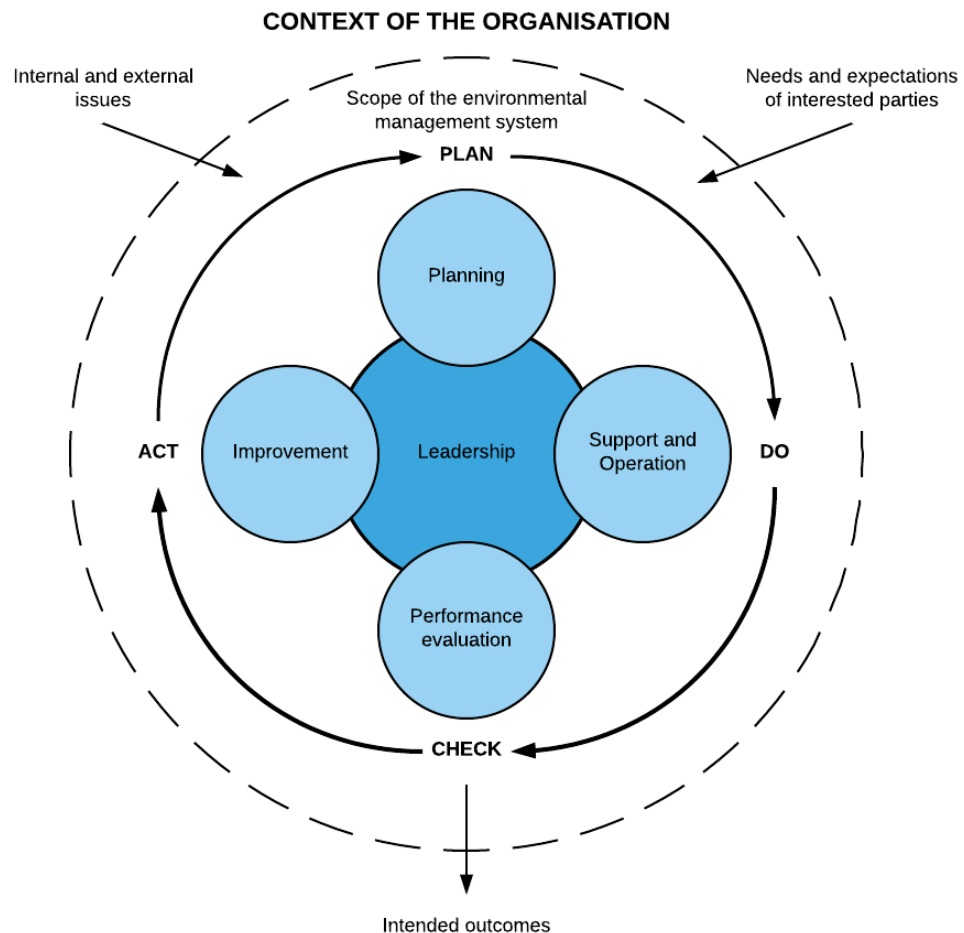 CONTEXT OF THE ORGANISATION
Internal and external
issues
Needs and expectations
of interested parties
Scope of the environmental
management system
PLAN
Planning
ACT
Improvement
Leadership
Support and
Operation
DO
Performance
evaluation
CHECK
Intended outcomes